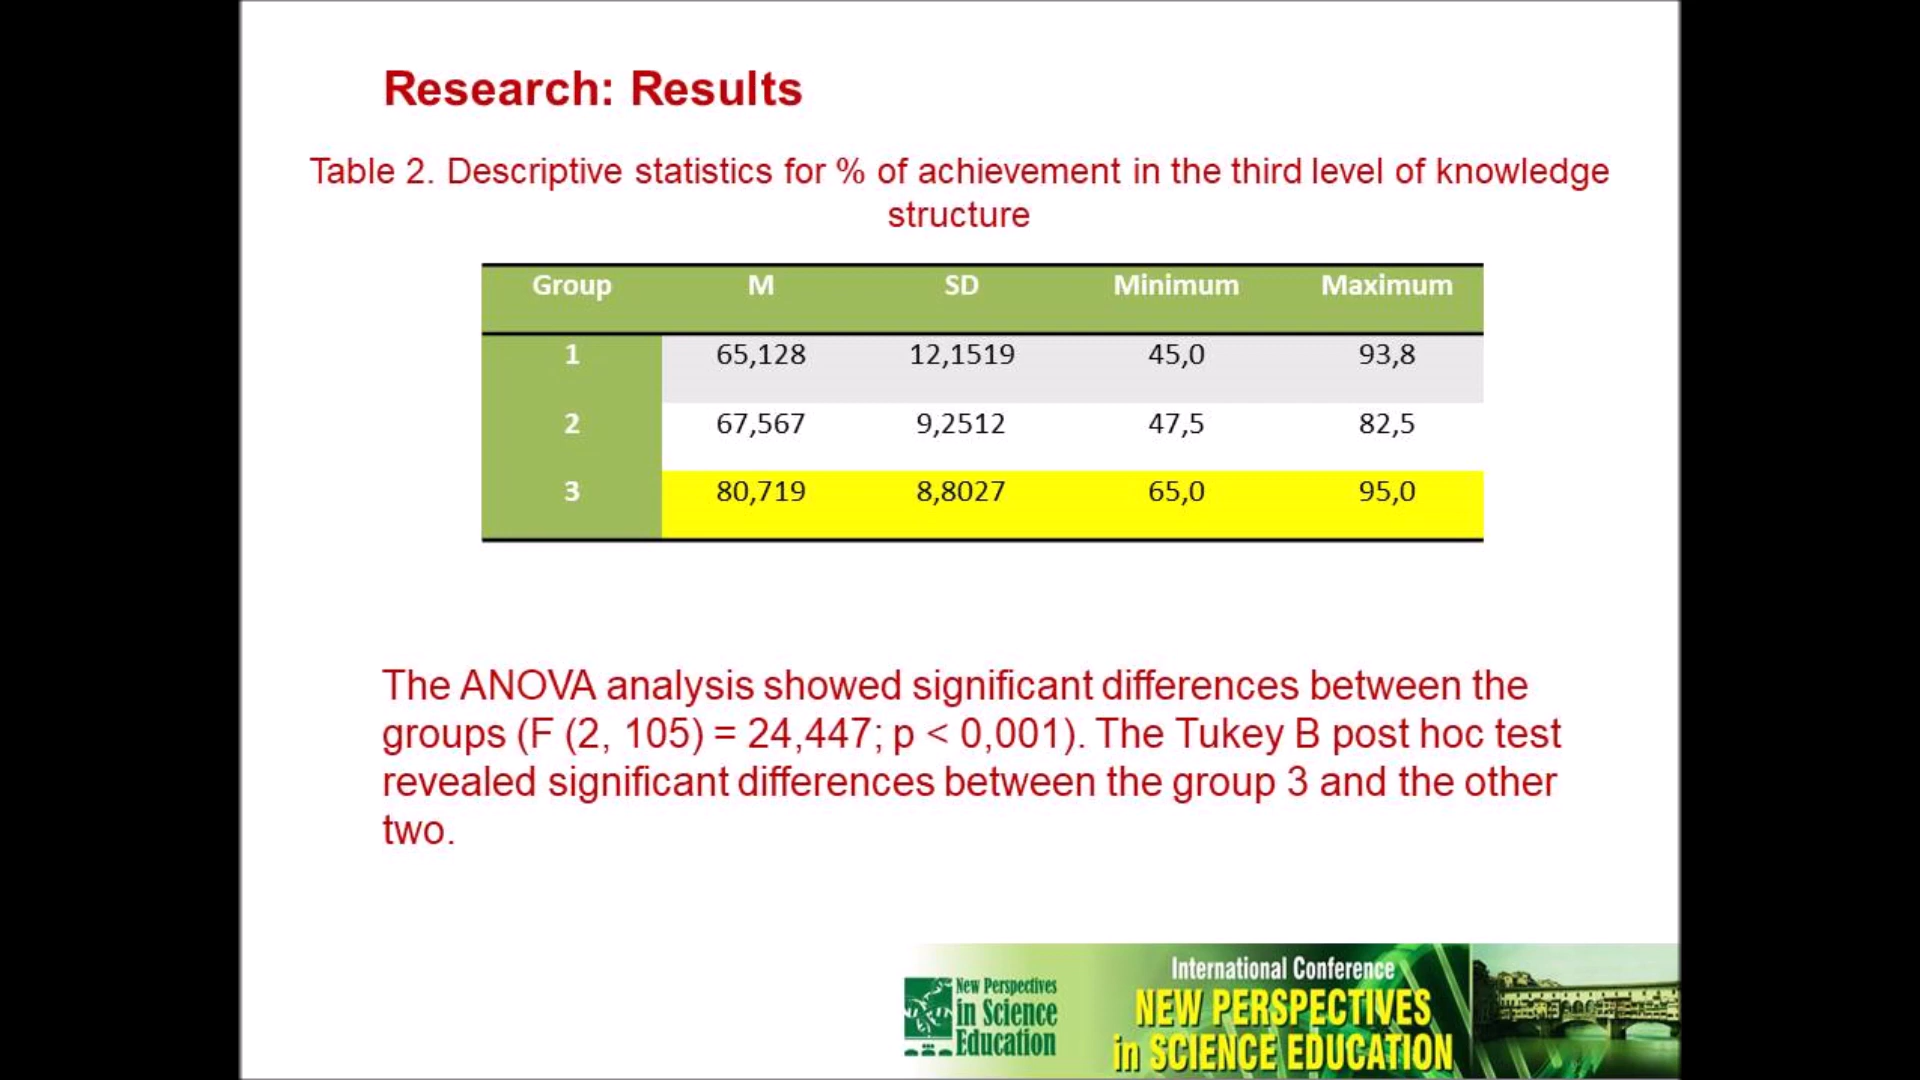 Research: Results
Table 2. Descriptive statistics for % of achievement in the third level of knowledge
structure
Group M SD Minimum Maximum
1 65,128 12,1519 45,0 93,8
2 67,567 9,2512 47,5 82,5
3 80,719 8,8027 65,0 95,0
The ANOVA analysis showed significant differences between the
groups (F (2, 105) = 24,447; p < 0,001). The Tukey B post hoc test
revealed significant differences between the group 3 and the other
two.
New Perspectives
in Science
Education
International Conference
NEW PERSPECTIVES
in SCIENCE EDUCATION